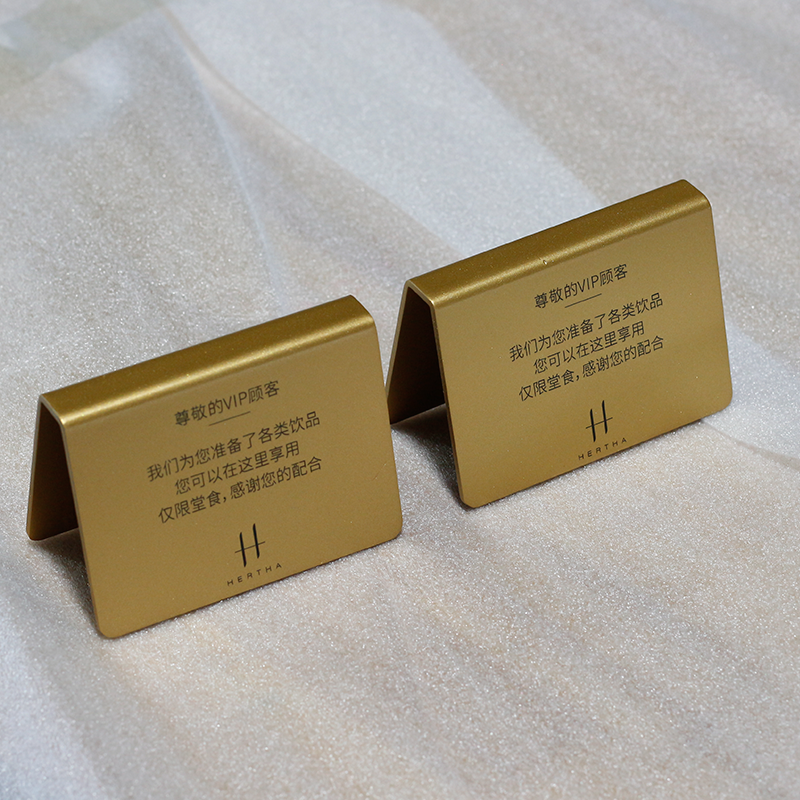 尊敬的VIP顾客
我们为您准备了各类饮品
您可以在这里享用
仅限堂食,感谢您的配合
H
HERTHA
尊敬的VIP顾客
我们为您准备了各类饮品
您可以在这里享用
仅限堂食,感谢您的配合
H
HERTHA